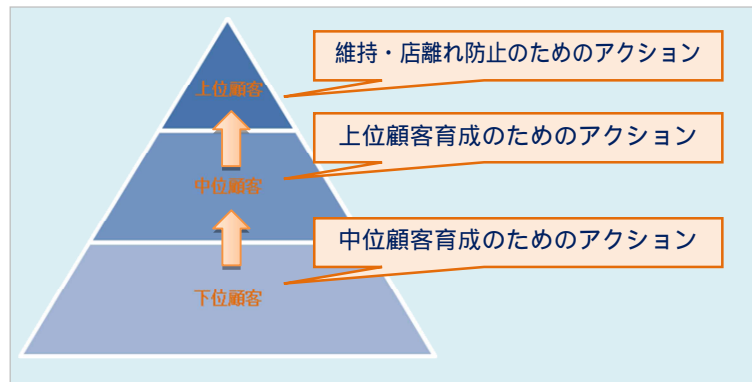 維持・店離れ防止のためのアクション
上位顧客
上位顧客育成のためのアクション
中位顧客
中位顧客育成のためのアクション
下位顧客